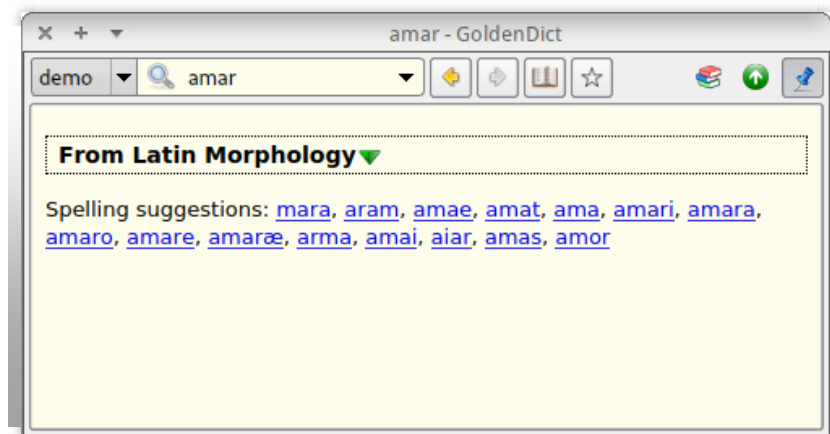 amar - GoldenDict
demo amar
From Latin Morphology
Spelling suggestions: mara, aram, amae, amat, ama, amari, amara,
amaro, amare, amaræ, arma, amai, aiar, amas, amor